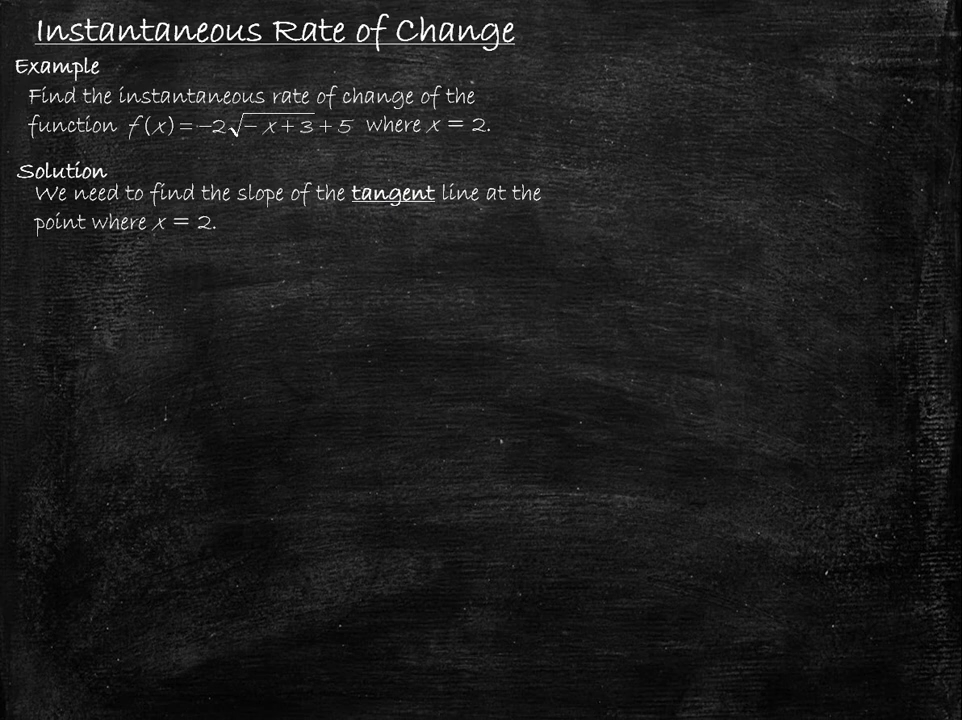 Instantaneous Rate of Change
Example
Find the instantaneous rate of change of the
function f(x) = −2√(−x + 3) + 5 where x = 2.
Solution
We need to find the slope of the tangent line at the
point where x = 2.